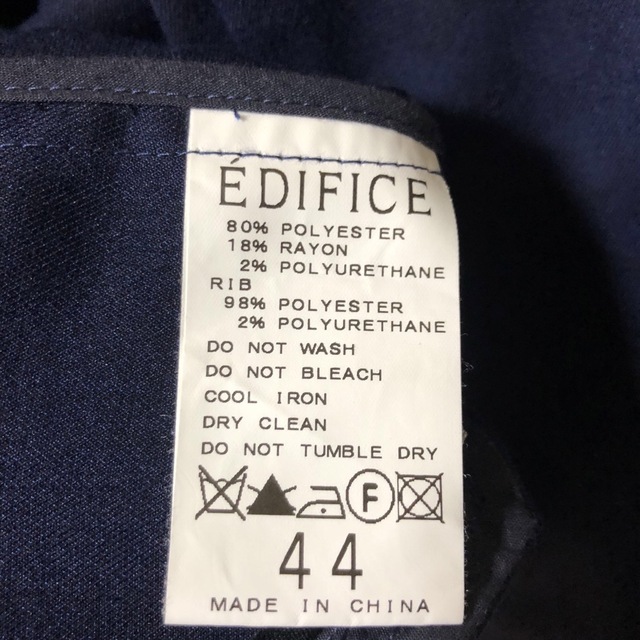 ÉDIFICE
80% POLYESTER
18% RAYON
2% POLYURETHANE
RIB
98% POLYESTER
2% POLYURETHANE
DO NOT WASH
DO NOT BLEACH
COOL IRON
DRY CLEAN
DO NOT TUMBLE DRY
F
44
MADE IN CHINA